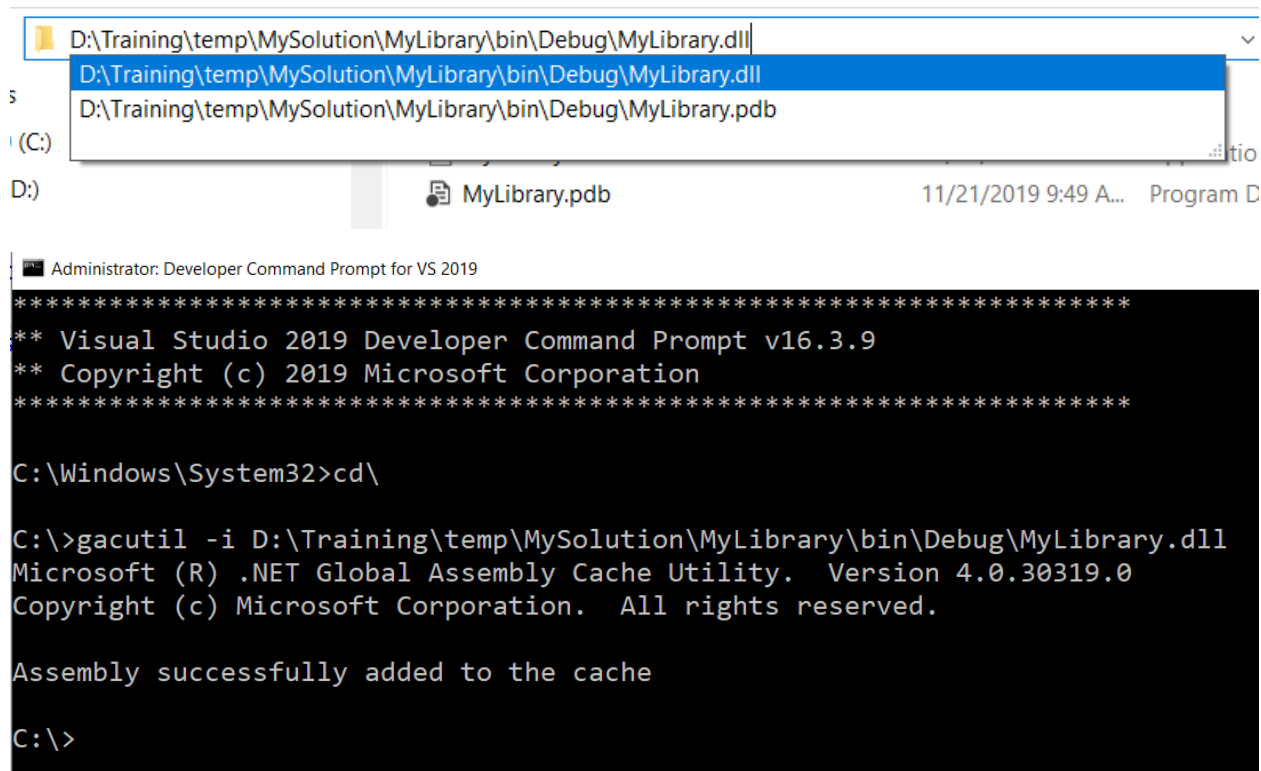 D:\Training\temp\MySolution\MyLibrary\bin\Debug\MyLibrary.dll
D:\Training\temp\MySolution\MyLibrary\bin\Debug\MyLibrary.dll
D:\Training\temp\MySolution\MyLibrary\bin\Debug\MyLibrary.pdb
s
(C:)
tio
D:)
MyLibrary.pdb 11/21/2019 9:49 A... Program D
Administrator: Developer Command Prompt for VS 2019
**********************************************************************
** Visual Studio 2019 Developer Command Prompt v16.3.9
** Copyright (c) 2019 Microsoft Corporation
**********************************************************************
C:\Windows\System32>cd\
C:\>gacutil -i D:\Training\temp\MySolution\MyLibrary\bin\Debug\MyLibrary.dll
Microsoft (R) .NET Global Assembly Cache Utility.  Version 4.0.30319.0
Copyright (c) Microsoft Corporation.  All rights reserved.
Assembly successfully added to the cache
C:\>